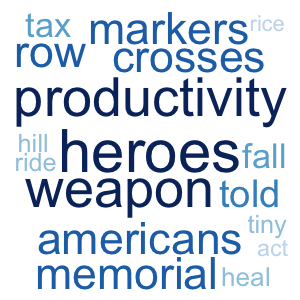 tax markers rice
row crosses
productivity
hill heroes fall
ride
weapon told
americans tiny
act
memorial heal